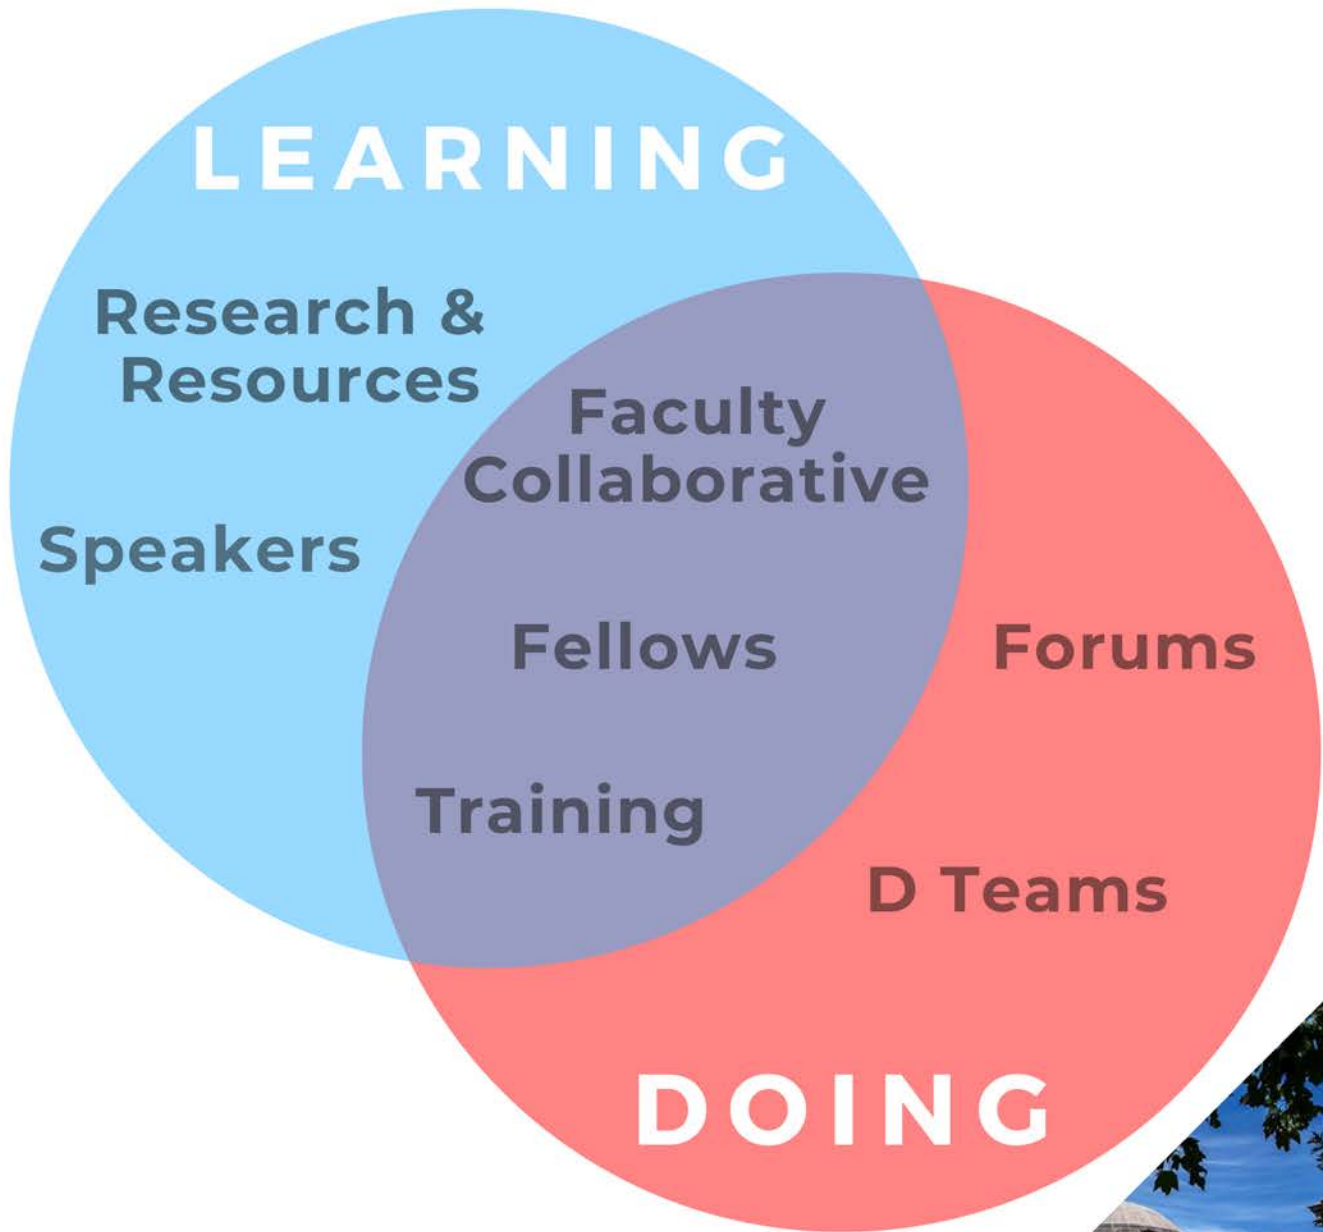 LEARNING
Research &
Resources
Faculty
Collaborative
Speakers
Fellows
Forums
Training
D Teams
DOING